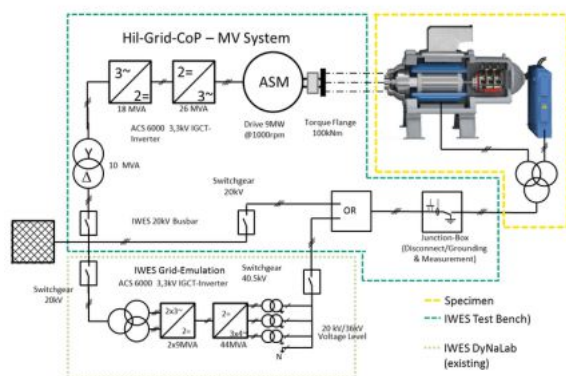 Hil-Grid-CoP – MV System
3~
2=
18 MVA
2=
3~
26 MVA
ACS 6000 3,3kV IGCT-
Inverter
ASM
Drive 9MW
@1000rpm
Torque Flange
100kNm
Y
Δ
10 MVA
Switchgear
20kV
IWES 20kV Busbar
OR
Junction-Box
(Disconnect/Grounding
& Measurement)
Switchgear
20kV
IWES Grid-Emulation
ACS 6000 3,3kV IGCT-Inverter
Switchgear
40.5kV
2x3~
2=
2x9MVA
2=
3x4~
44MVA
N
20 kV/36kV
Voltage Level
Specimen
IWES Test Bench)
IWES DyNaLab
(existing)